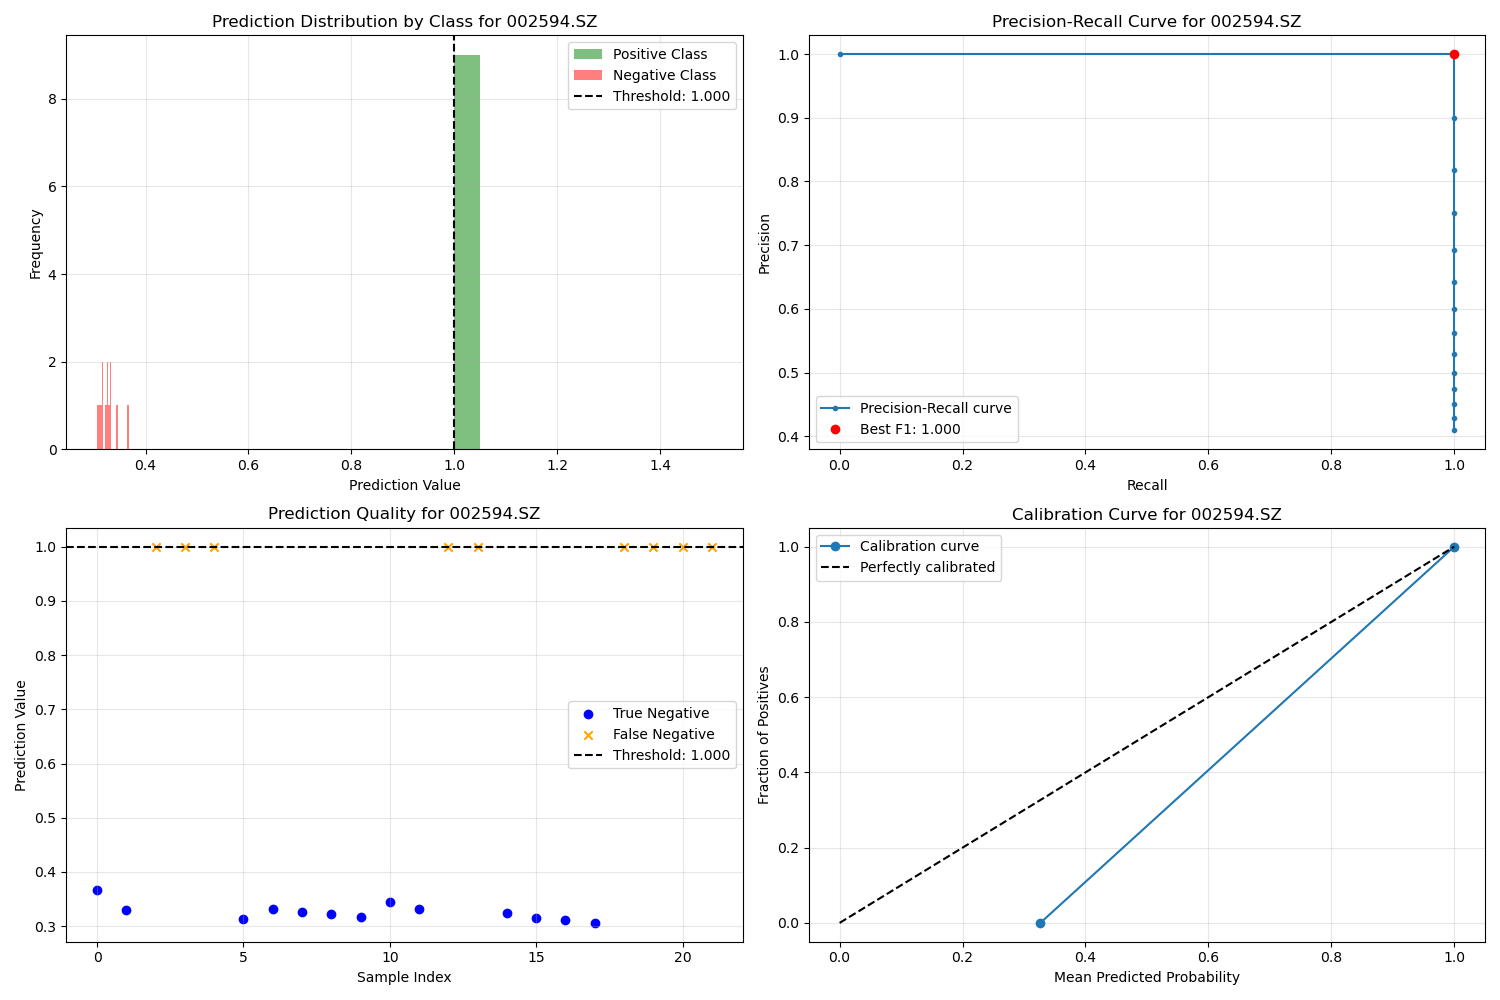 Prediction Distribution by Class for 002594.SZ
Frequency
8
6
4
2
0
Positive Class
Negative Class
Threshold: 1.000
0.4 0.6 0.8 1.0 1.2 1.4
Prediction Value
Precision-Recall Curve for 002594.SZ
Precision
1.0
0.9
0.8
0.7
0.6
0.5
0.4
Precision-Recall curve
Best F1: 1.000
0.0 0.2 0.4 0.6 0.8 1.0
Recall
Prediction Quality for 002594.SZ
Prediction Value
1.0
0.9
0.8
0.7
0.6
0.5
0.4
0.3
True Negative
False Negative
Threshold: 1.000
0 5 10 15 20
Sample Index
Calibration Curve for 002594.SZ
Fraction of Positives
1.0
0.8
0.6
0.4
0.2
0.0
Calibration curve
Perfectly calibrated
0.0 0.2 0.4 0.6 0.8 1.0
Mean Predicted Probability